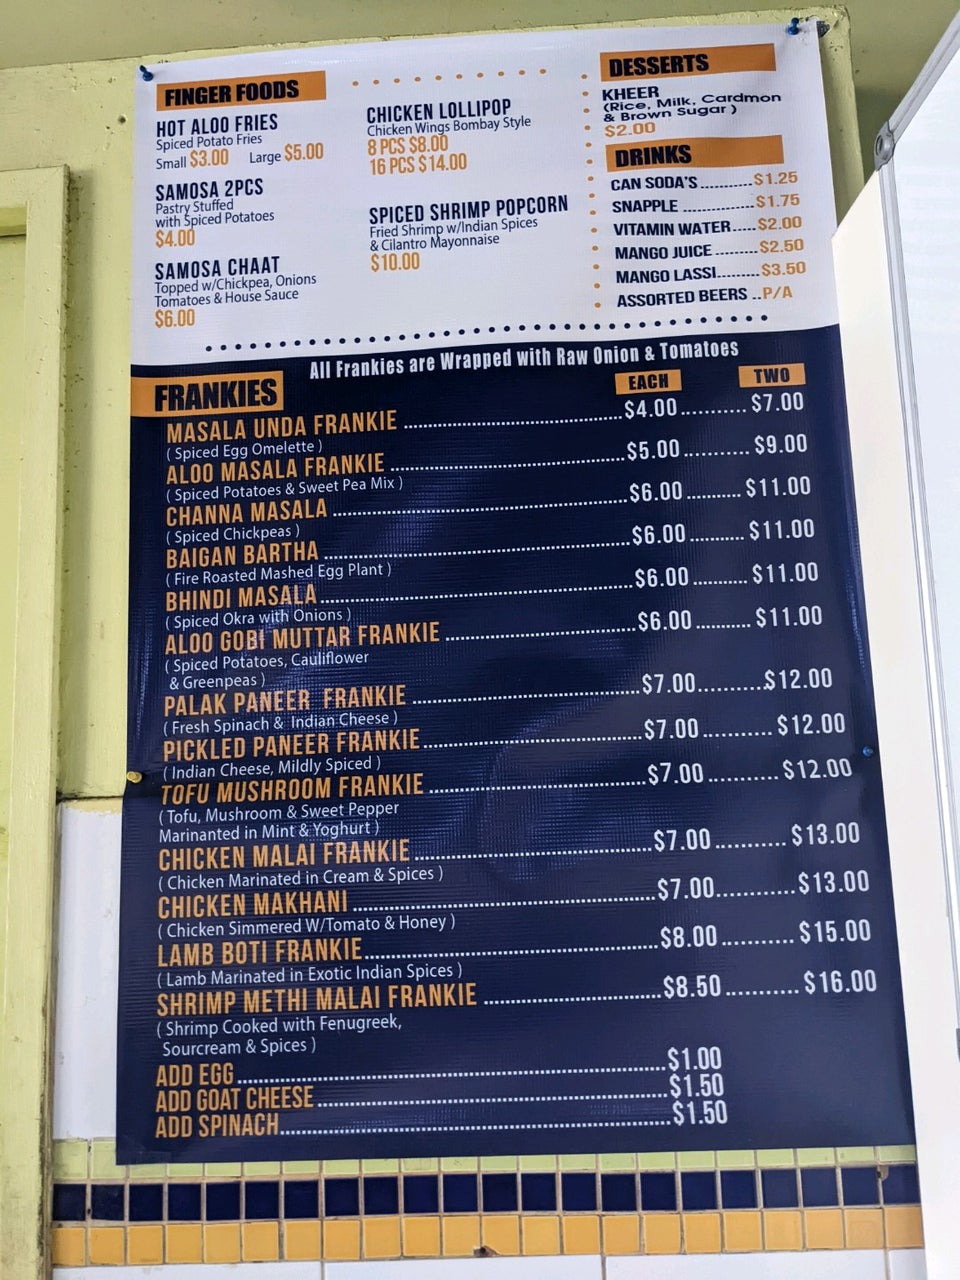 FINGER FOODS
HOT ALOO FRIES
Spiced Potato Fries
Small $3.00 Large $5.00
SAMOSA 2PCS
Pastry Stuffed
with Spiced Potatoes
$4.00
SAMOSA CHAAT
Topped w/Chickpea, Onions
Tomatoes & House Sauce
$6.00
CHICKEN LOLLIPOP
Chicken Wings Bombay Style
8 PCS $8.00
16 PCS $14.00
SPICED SHRIMP POPCORN
Fried Shrimp w/Indian Spices
& Cilantro Mayonnaise
$10.00
DESSERTS
KHEER
(Rice, Milk, Cardmon
& Brown Sugar )
$2.00
DRINKS
CAN SODA'S..........$1.25
SNAPPLE ..............$1.75
VITAMIN WATER.....$2.00
MANGO JUICE ........$2.50
MANGO LASSI........$3.50
ASSORTED BEERS ..P/A
All Frankies are Wrapped with Raw Onion & Tomatoes
FRANKIES EACH TWO
MASALA UNDA FRANKIE ........................................$4.00........... $7.00
( Spiced Egg Omelette )
ALOO MASALA FRANKIE ...........................................$5.00........... $9.00
( Spiced Potatoes & Sweet Pea Mix )
CHANNA MASALA .....................................................$6.00......... $11.00
( Spiced Chickpeas )
BAIGAN BARTHA .......................................................$6.00......... $11.00
( Fire Roasted Mashed Egg Plant )
BHINDI MASALA........................................................$6.00......... $11.00
( Spiced Okra with Onions )
ALOO GOBI MUTTAR FRANKIE ..................................$6.00......... $11.00
( Spiced Potatoes, Cauliflower
& Greenpeas )
PALAK PANEER FRANKIE ........................................$7.00...........$12.00
( Fresh Spinach & Indian Cheese )
PICKLED PANEER FRANKIE.......................................$7.00........... $12.00
( Indian Cheese, Mildly Spiced )
TOFU MUSHROOM FRANKIE ......................................$7.00........... $12.00
( Tofu, Mushroom & Sweet Pepper
Marinanted in Mint & Yoghurt )
CHICKEN MALAI FRANKIE ..........................................$7.00........... $13.00
( Chicken Marinated in Cream & Spices )
CHICKEN MAKHANI .....................................................$7.00........... $13.00
( Chicken Simmered W/Tomato & Honey )
LAMB BOTI FRANKIE...................................................$8.00........... $15.00
( Lamb Marinated in Exotic Indian Spices )
SHRIMP METHI MALAI FRANKIE ................................$8.50........... $16.00
( Shrimp Cooked with Fenugreek,
Sourcream & Spices )
ADD EGG.........................................................................$1.00
ADD GOAT CHEESE............................................................$1.50
ADD SPINACH..................................................................$1.50